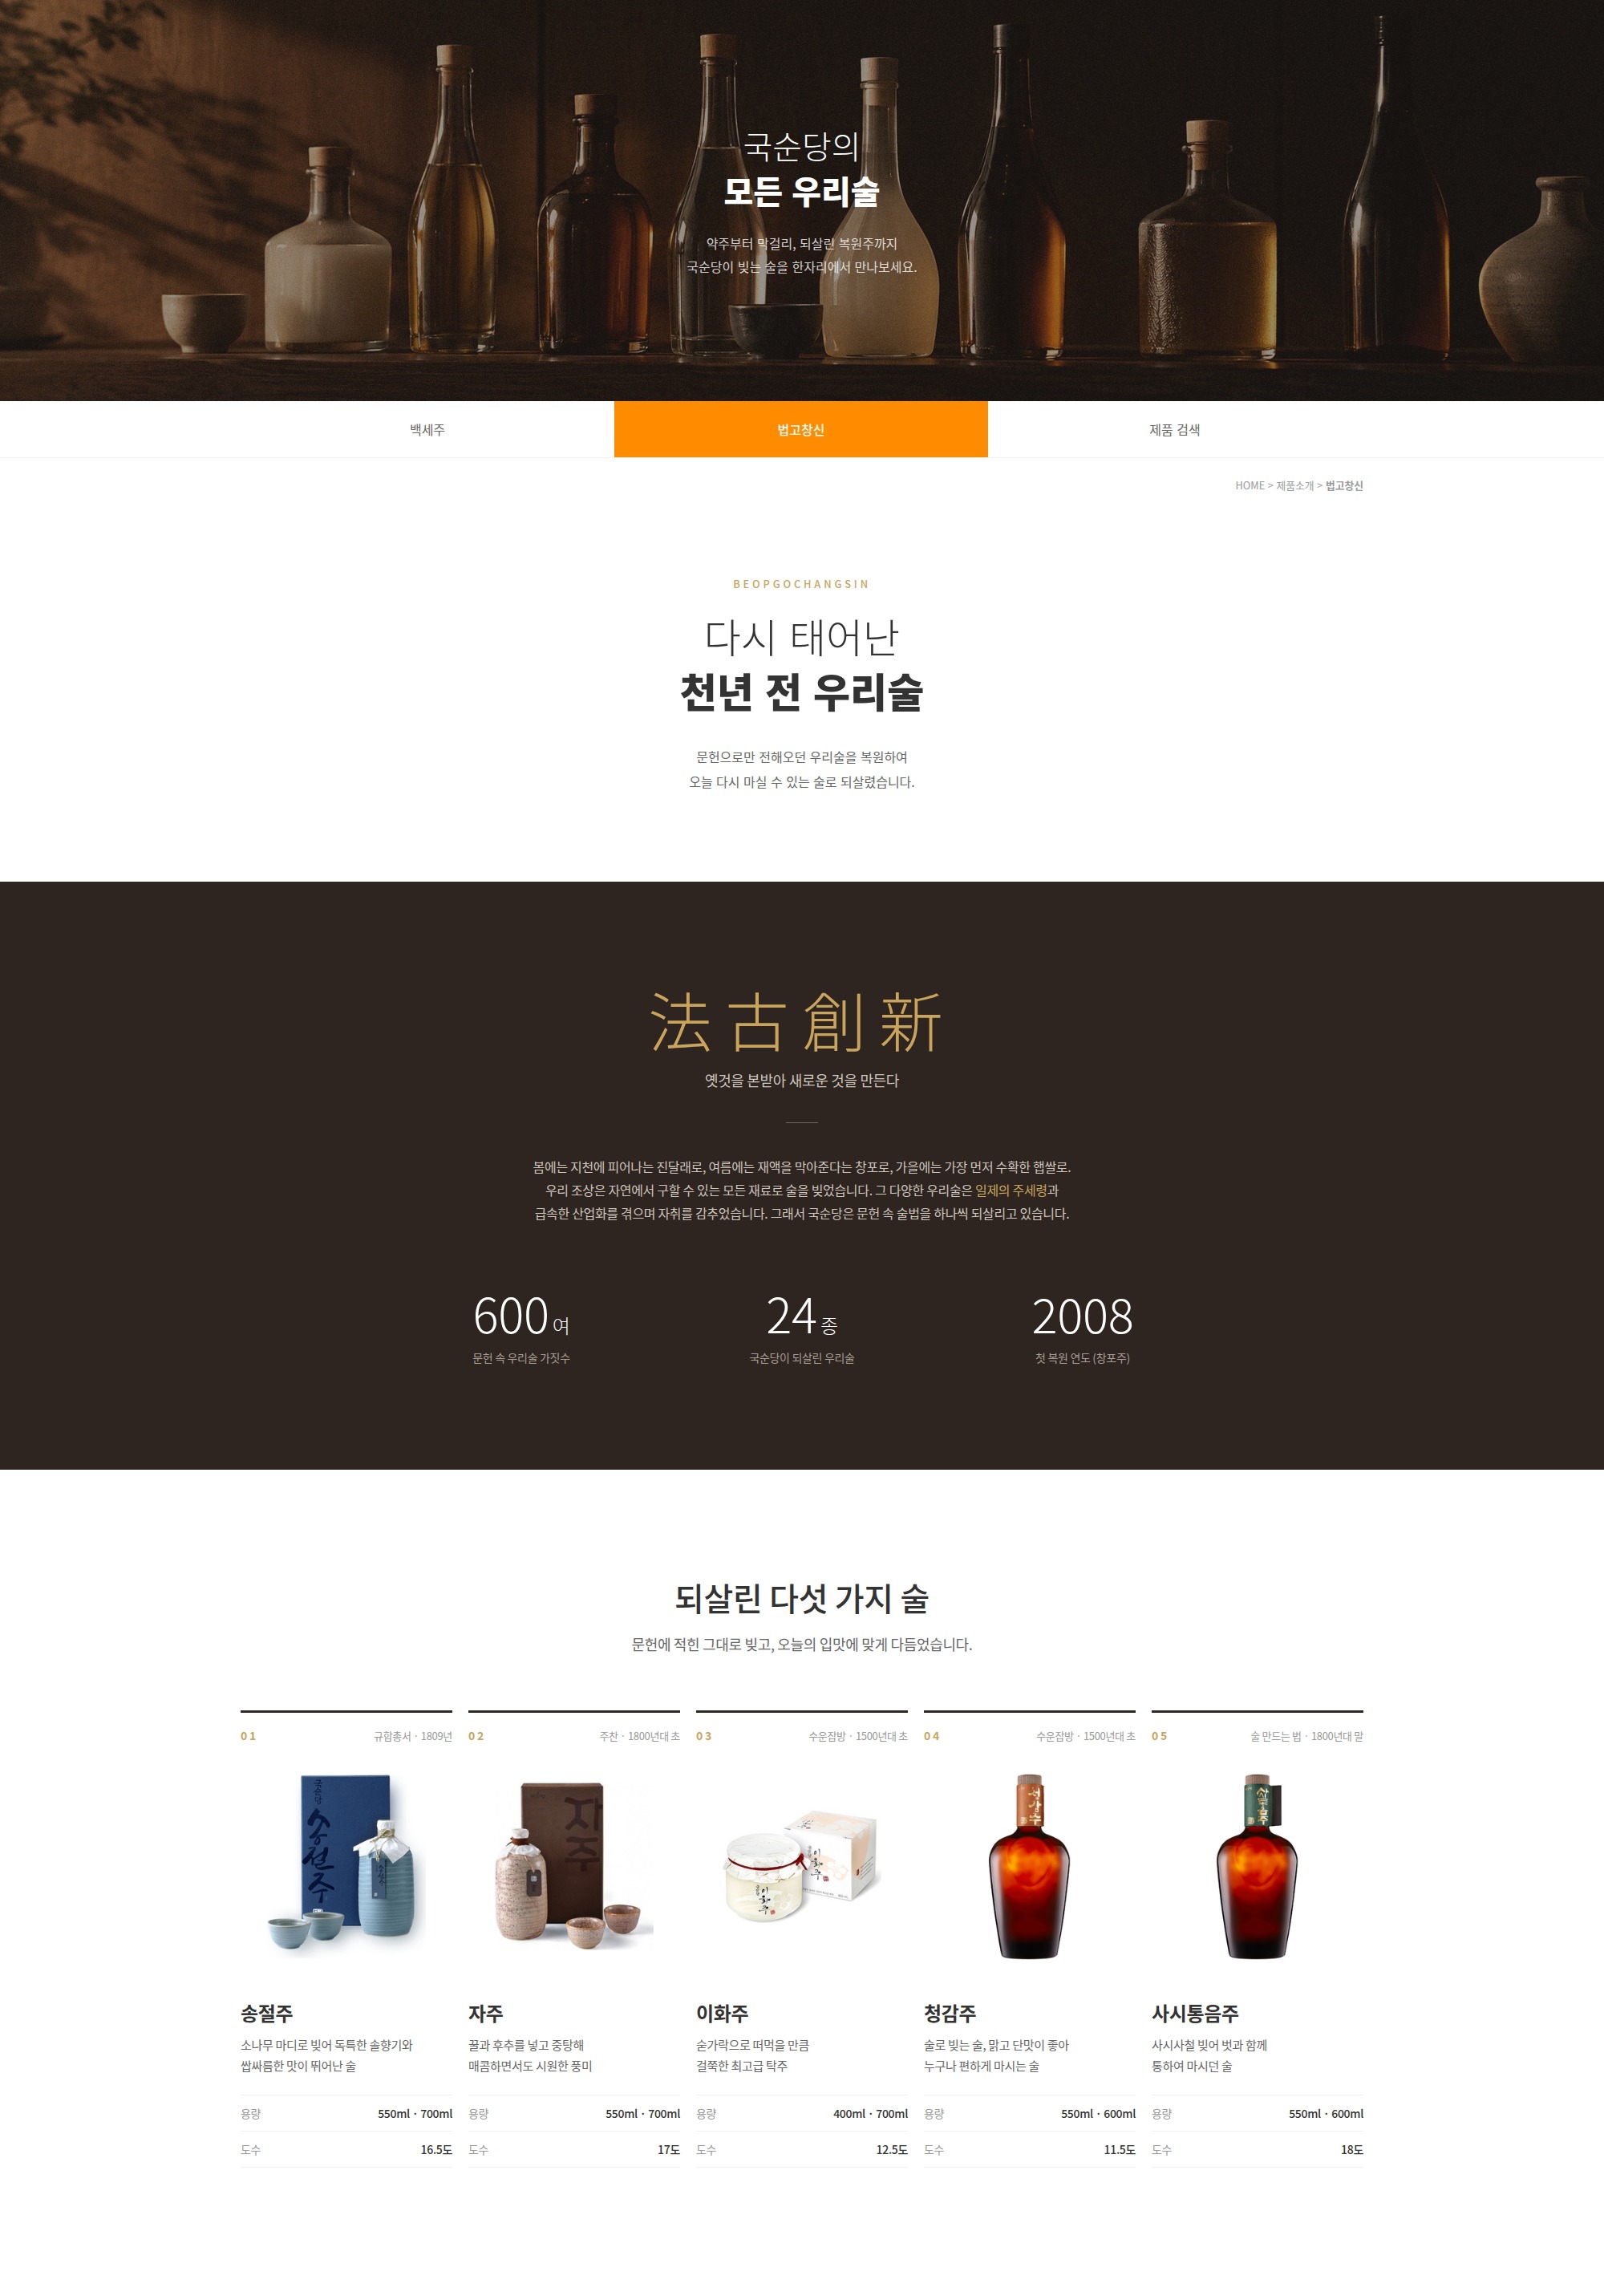 국순당의
모든 우리술
약주부터 막걸리, 되살린 복원주까지
국순당이 빚는 술을 한자리에서 만나보세요.
백세주
법고창신
제품 검색
HOME > 제품소개 > 법고창신
BEOPGOCHANGSIN
다시 태어난
천년 전 우리술
문헌으로만 전해오던 우리술을 복원하여
오늘 다시 마실 수 있는 술로 되살렸습니다.
法古創新
옛것을 본받아 새로운 것을 만든다
봄에는 지천에 피어나는 진달래로, 여름에는 재액을 막아준다는 창포로, 가을에는 가장 먼저 수확한 햅쌀로.
우리 조상은 자연에서 구할 수 있는 모든 재료로 술을 빚었습니다. 그 다양한 우리술은 일제의 주세령과
급속한 산업화를 겪으며 자취를 감추었습니다. 그래서 국순당은 문헌 속 술법을 하나씩 되살리고 있습니다.
600 여
문헌 속 우리술 가짓수
24 종
국순당이 되살린 우리술
2008
첫 복원 연도 (창포주)
되살린 다섯 가지 술
문헌에 적힌 그대로 빚고, 오늘의 입맛에 맞게 다듬었습니다.
01
규합총서 · 1809년
국순당
송절주
송절주
소나무 마디로 빚어 독특한 솔향기와
쌉싸름한 맛이 뛰어난 술
용량 550ml · 700ml
도수 16.5도
02
주찬 · 1800년대 초
자주
자주
꿀과 후추를 넣고 중탕해
매콤하면서도 시원한 풍미
용량 550ml · 700ml
도수 17도
03
수운잡방 · 1500년대 초
이화주
이화주
이화주
숟가락으로 떠먹을 만큼
걸쭉한 최고급 탁주
용량 400ml · 700ml
도수 12.5도
04
수운잡방 · 1500년대 초
청감주
청감주
술로 빚는 술, 맑고 단맛이 좋아
누구나 편하게 마시는 술
용량 550ml · 600ml
도수 11.5도
05
술 만드는 법 · 1800년대 말
사시통음주
사시사철 빚어 벗과 함께
통하여 마시던 술
용량 550ml · 600ml
도수 18도